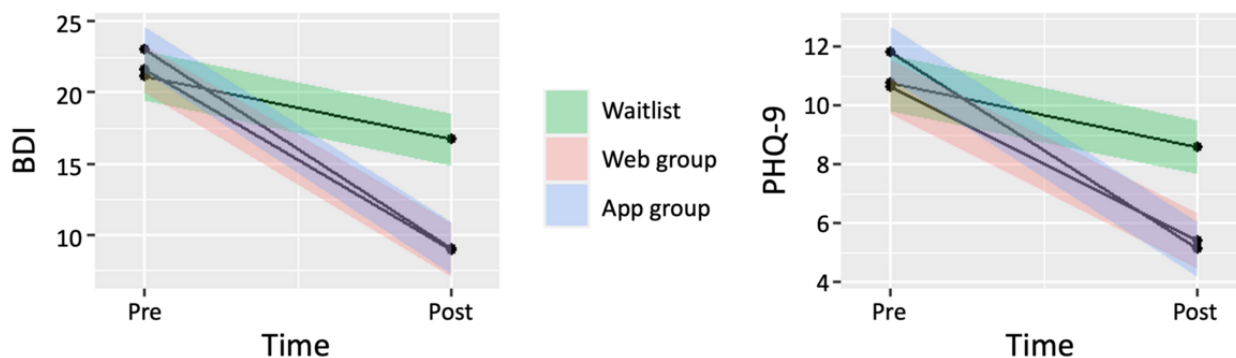 BDI
25
20
15
10
Pre
Post
Time
Waitlist
Web group
App group
PHQ-9
12
10
8
6
4
Pre
Post
Time